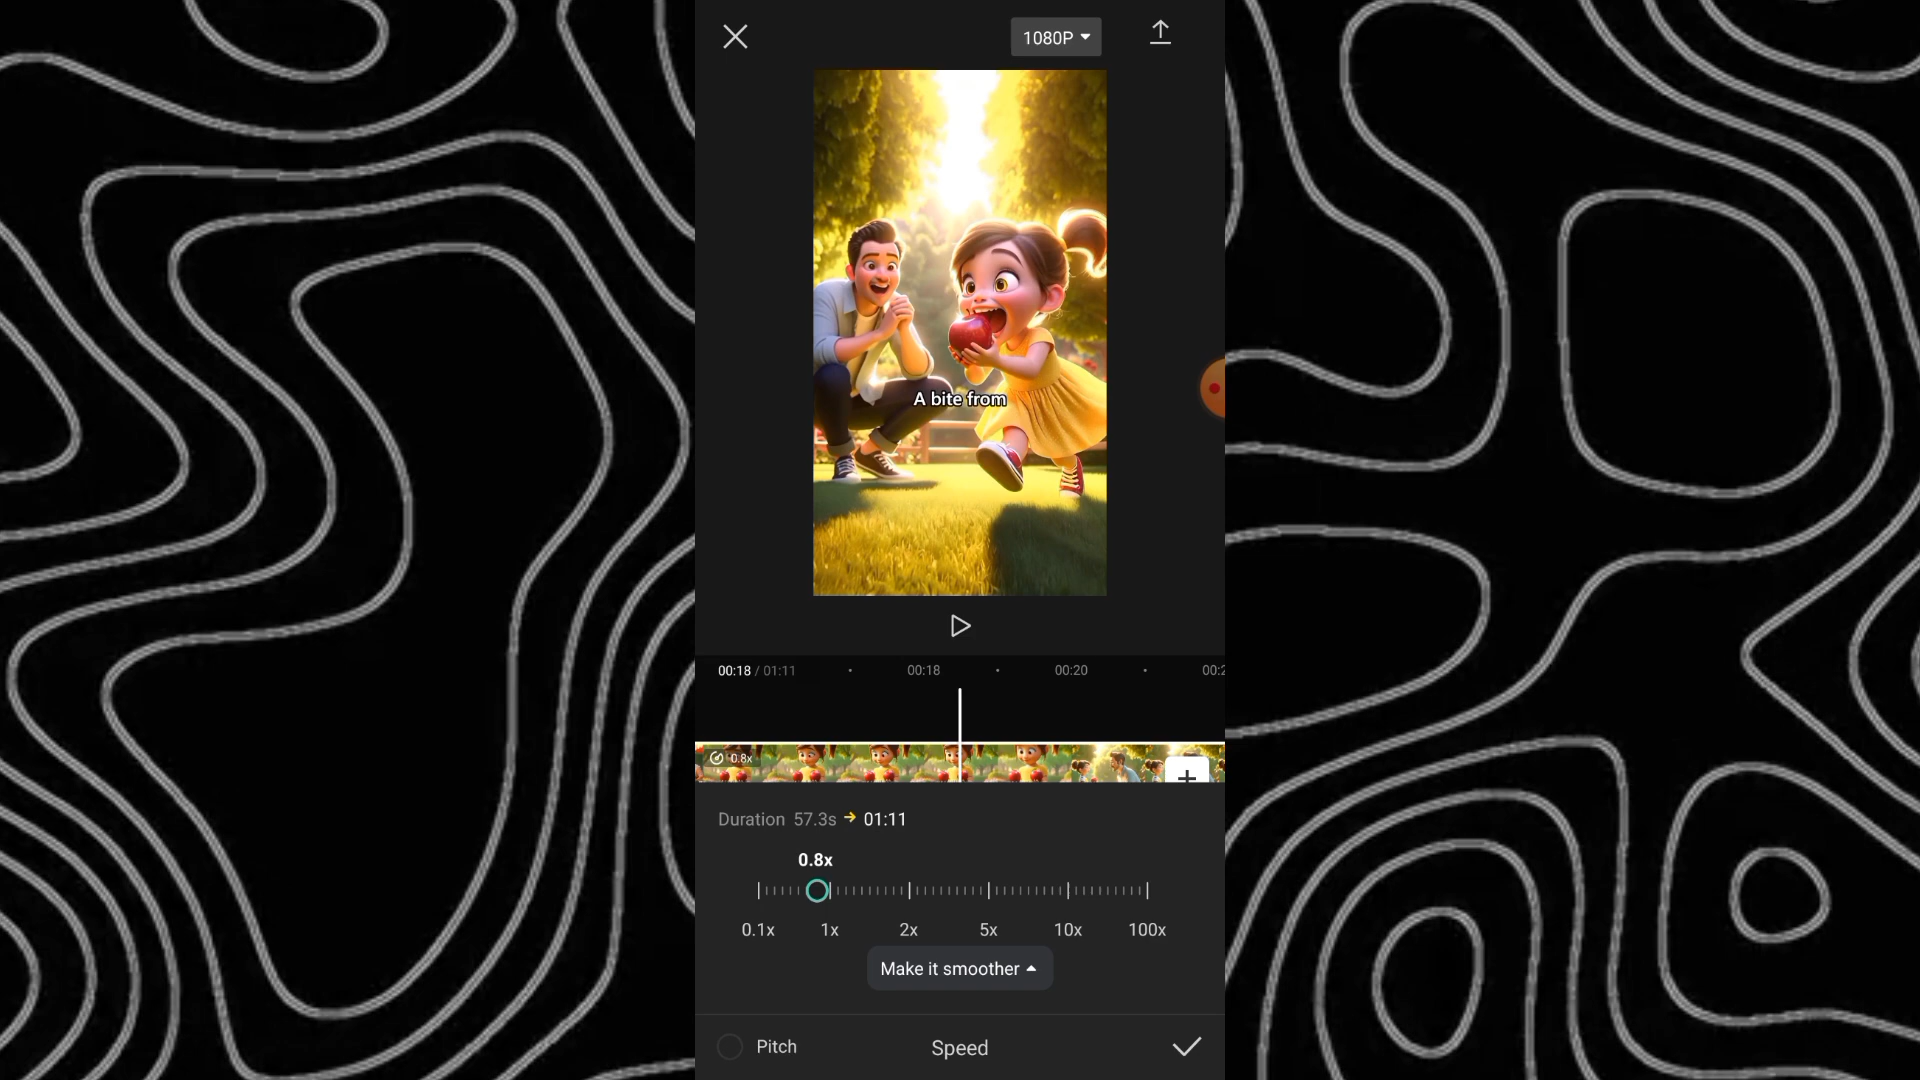 1080P
A bite from
00:18 / 01:11
00:18
00:20
0.8x
+
Duration 57.3s → 01:11
0.8x
0.1x 1x 2x 5x 10x 100x
Make it smoother
Pitch
Speed